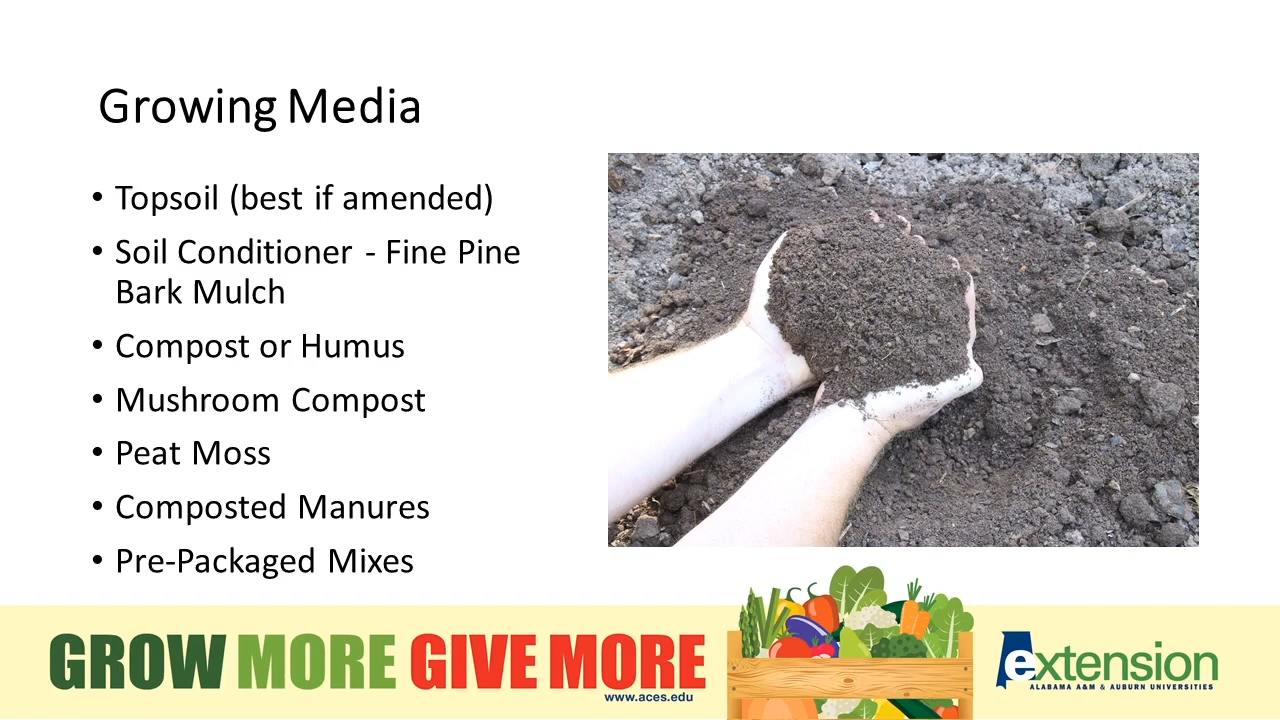 Growing Media
• Topsoil (best if amended)
• Soil Conditioner - Fine Pine
Bark Mulch
• Compost or Humus
• Mushroom Compost
• Peat Moss
• Composted Manures
• Pre-Packaged Mixes
GROW MORE GIVE MORE
www.aces.edu
extension
ALABAMA A&M & AUBURN UNIVERSITIES